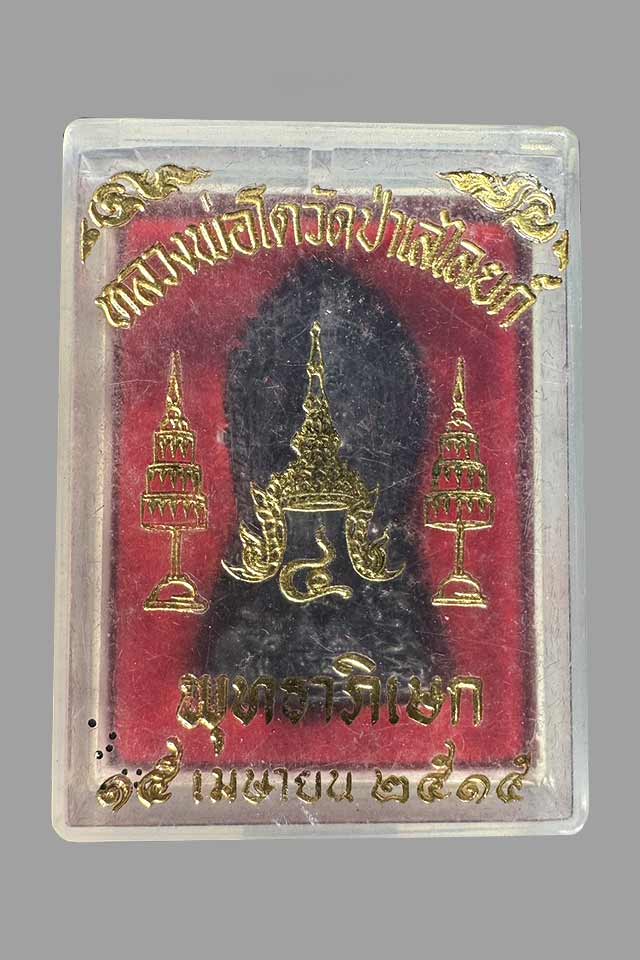 หลวงพ่อโตวัดป่าเลไลยก์
พุทธาภิเษก
๑๕ เมษายน ๒๕๑๕